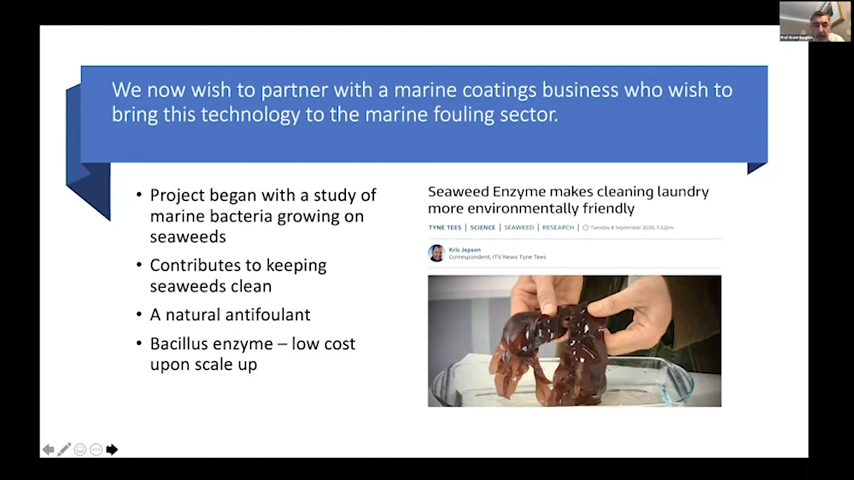 We now wish to partner with a marine coatings business who wish to
bring this technology to the marine fouling sector.
• Project began with a study of
marine bacteria growing on
seaweeds
• Contributes to keeping
seaweeds clean
• A natural antifoulant
• Bacillus enzyme – low cost
upon scale up
Seaweed Enzyme makes cleaning laundry
more environmentally friendly
TYNE TEES | SCIENCE | SEAWEED | RESEARCH | Tuesday 8 September 2020,
Kris Jepson
Correspondent, ITV News Tyne Tees